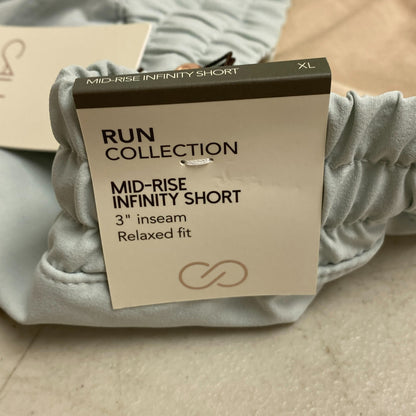 MID-RISE INFINITY SHORT XL
RUN
COLLECTION
MID-RISE
INFINITY SHORT
3" inseam
Relaxed fit